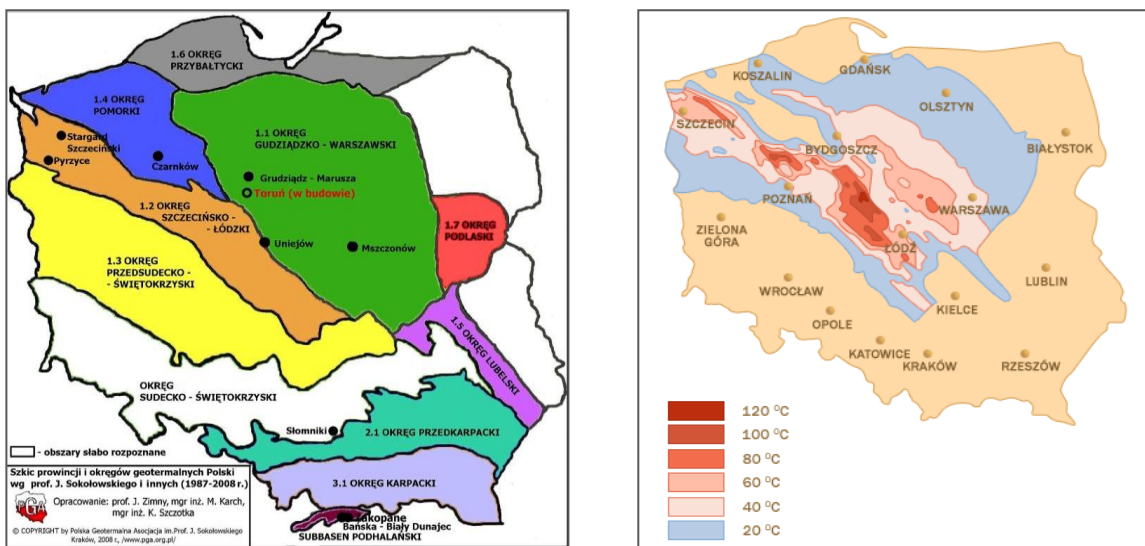 1.6 OKRĘG
PRZYBAŁTYCKI
1.4 OKRĘG
POMORKI
1.1 OKRĘG
GUDZIĄDZKO - WARSZAWSKI
Stargard
Szczeciński
Pyrzyce
Czarnków
Grudziądz - Marusza
Toruń (w budowie)
1.2 OKRĘG
SZCZECIŃSKO -
- ŁÓDZKI
Uniejów
Mszczonów
1.7 OKRĘG
PODLASKI
1.3 OKRĘG
PRZEDSUDECKO -
- ŚWIĘTOKRZYSKI
1.5 OKRĘG LUBELSKI
OKRĘG
SUDECKO - ŚWIĘTOKRZYSKI
Słomniki
2.1 OKRĘG PRZEDKARPACKI
- obszary słabo rozpoznane
3.1 OKRĘG KARPACKI
Zakopane
Bańska - Biały Dunajec
SUBBASEN PODHALAŃSKI
Szkic prowincji i okręgów geotermalnych Polski
wg prof. J. Sokołowskiego i innych (1987-2008 r.)
PGA
Opracowanie: prof. J. Zimny, mgr inż. M. Karch,
mgr inż. K. Szczotka
© COPYRIGHT by Polska Geotermalna Asocjacja im.Prof. J. Sokołowskiego
Kraków, 2008 r., /www.pga.org.pl/
KOSZALIN
GDAŃSK
OLSZTYN
SZCZECIN
BYDGOSZCZ
BIAŁYSTOK
POZNAŃ
WARSZAWA
ZIELONA
GÓRA
ŁÓDŹ
LUBLIN
WROCŁAW
KIELCE
OPOLE
KATOWICE
KRAKÓW
RZESZÓW
120 °C
100 °C
80 °C
60 °C
40 °C
20 °C